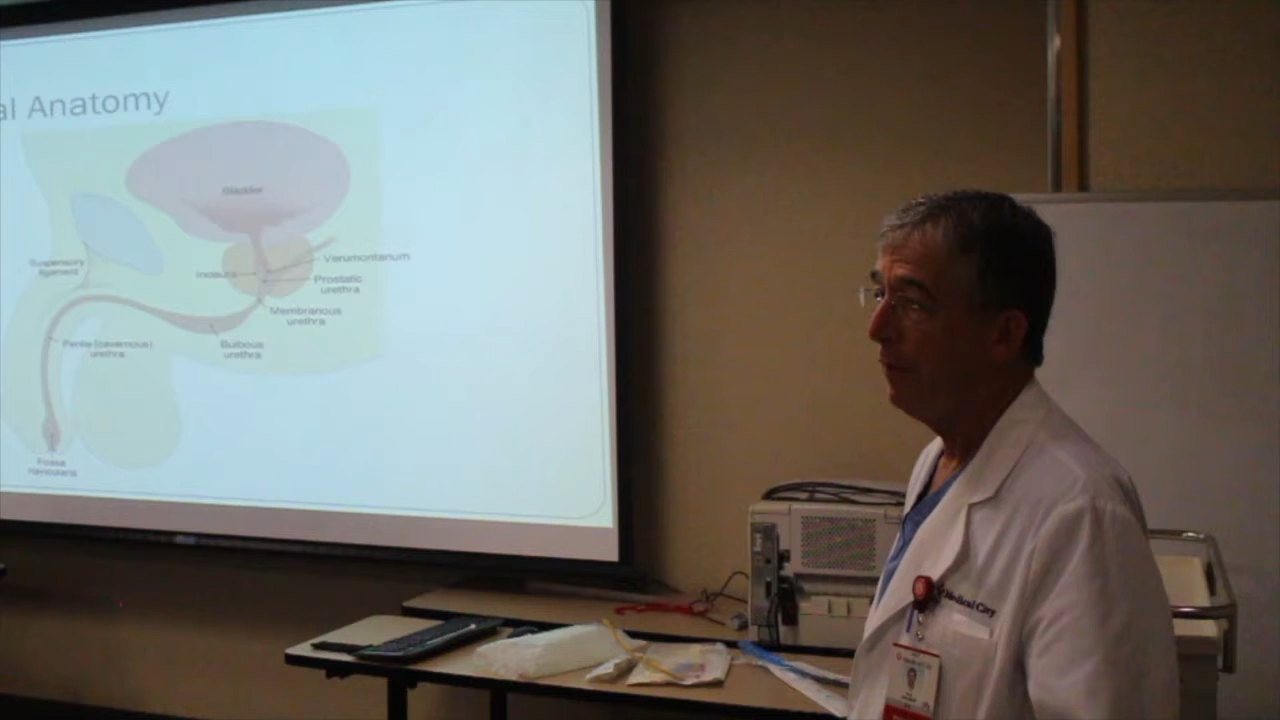 al Anatomy
Bladder
Suspensory
ligament
Incisura
Verumontanum
Prostatic
urethra
Membranous
urethra
Penile (cavernous)
urethra
Bulbous
urethra
Fossa
navicularis
Medical City